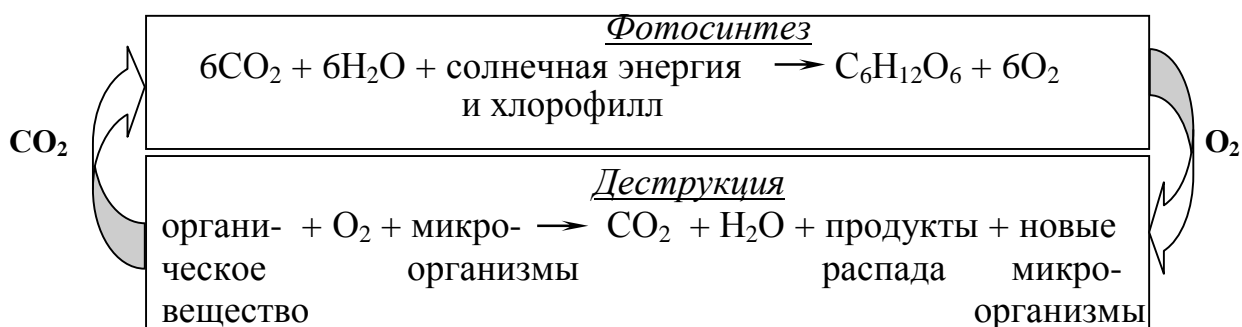 Фотосинтез
6CO₂ + 6H₂O + солнечная энергия → C₆H₁₂O₆ + 6O₂
и хлорофилл
CO₂
O₂
Деструкция
органи- + O₂ + микро- → CO₂ + H₂O + продукты + новые
ческое организмы распада микро-
вещество организмы